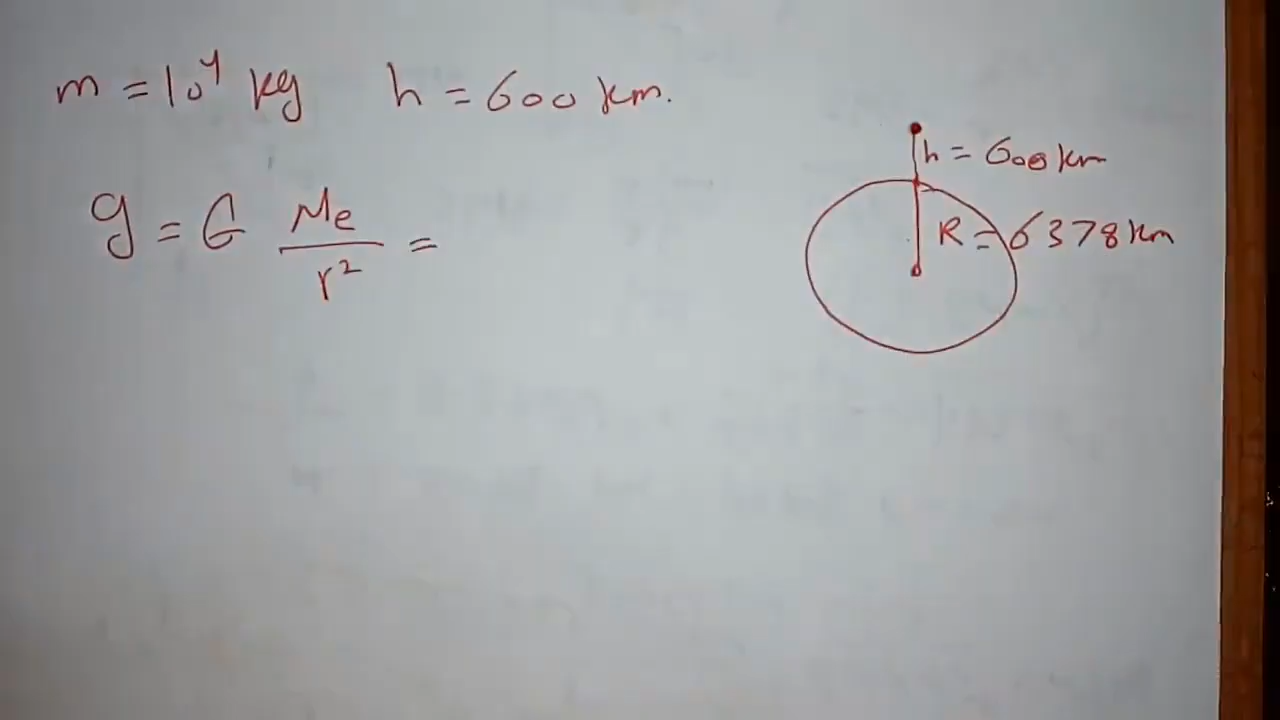 m = 10⁴ kg h = 600 km.
h = 600 km
g = G Me/r² =
R = 6378 km